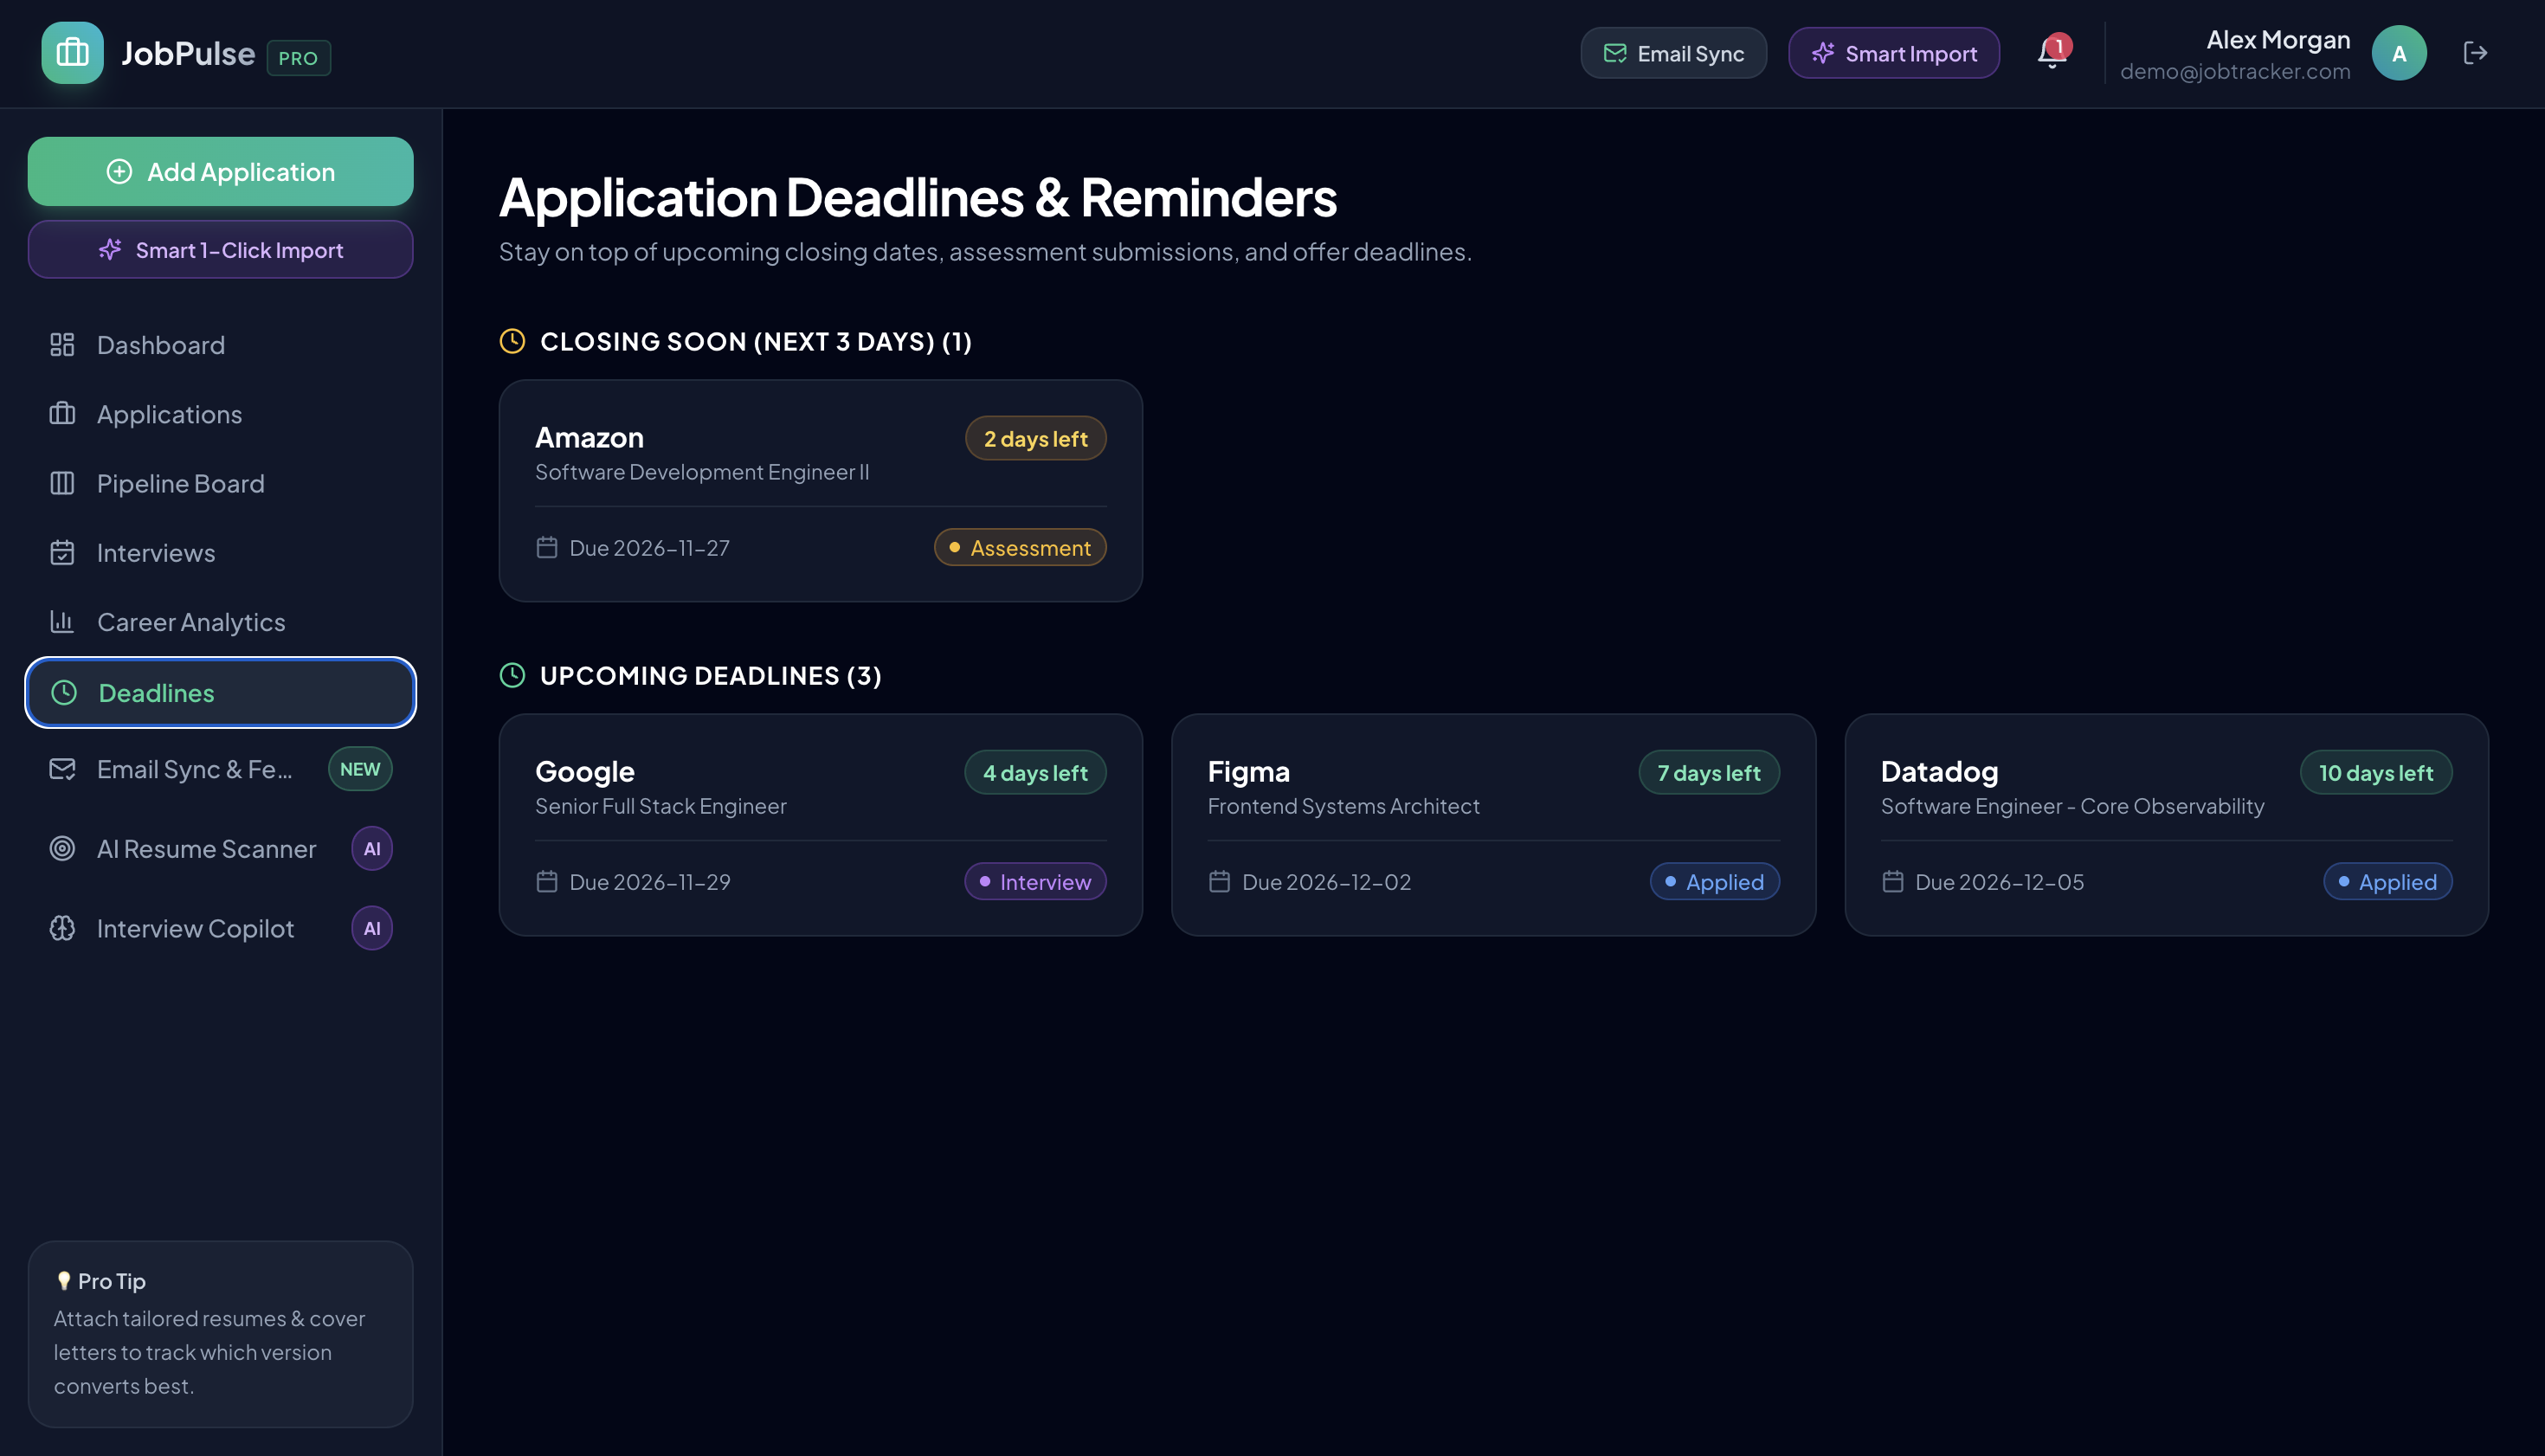 JobPulse PRO
Email Sync
Smart Import
1
Alex Morgan
demo@jobtracker.com
A
Add Application
Smart 1-Click Import
Dashboard
Applications
Pipeline Board
Interviews
Career Analytics
Deadlines
Email Sync & Fe... NEW
AI Resume Scanner AI
Interview Copilot AI
💡 Pro Tip
Attach tailored resumes & cover
letters to track which version
converts best.
Application Deadlines & Reminders
Stay on top of upcoming closing dates, assessment submissions, and offer deadlines.
CLOSING SOON (NEXT 3 DAYS) (1)
Amazon
2 days left
Software Development Engineer II
Due 2026-11-27
Assessment
UPCOMING DEADLINES (3)
Google
4 days left
Senior Full Stack Engineer
Due 2026-11-29
Interview
Figma
7 days left
Frontend Systems Architect
Due 2026-12-02
Applied
Datadog
10 days left
Software Engineer - Core Observability
Due 2026-12-05
Applied